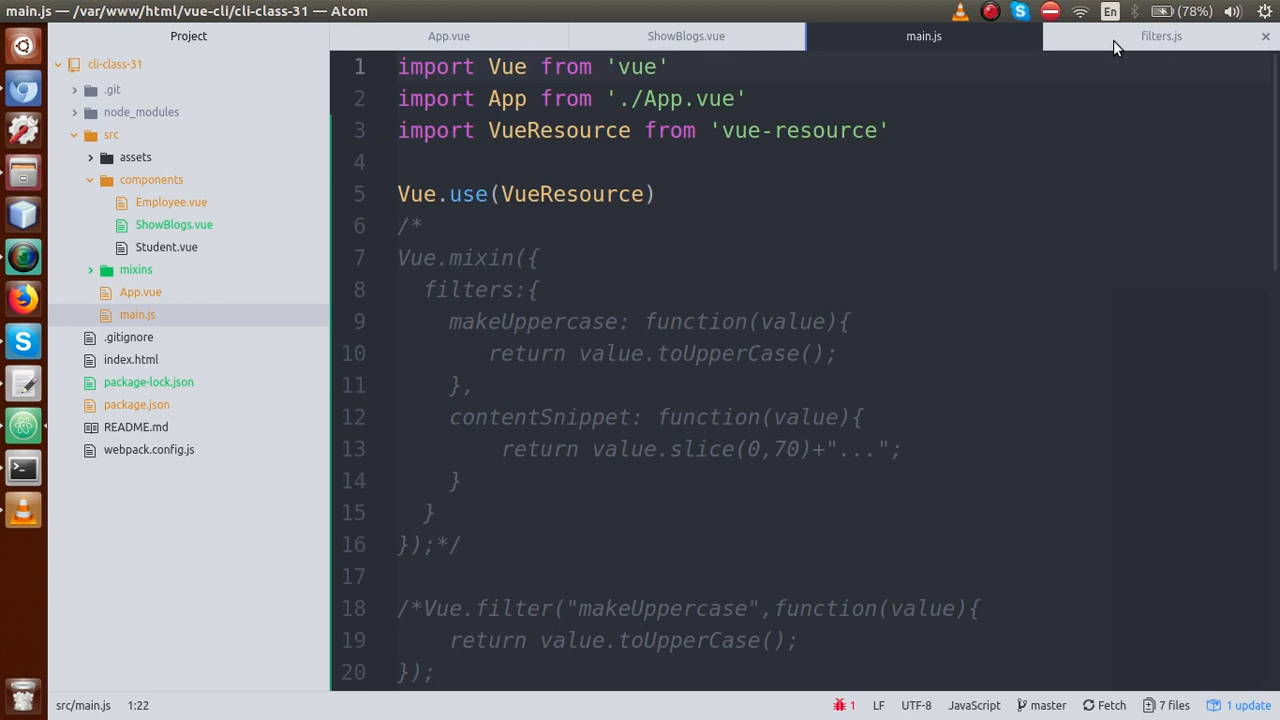 main.js — /var/www/html/vue-cli/cli-class-31 — Atom
En
(78%)
Project
App.vue
ShowBlogs.vue
main.js
filters.js
cli-class-31
.git
node_modules
src
assets
components
Employee.vue
ShowBlogs.vue
Student.vue
mixins
App.vue
main.js
.gitignore
index.html
package-lock.json
package.json
README.md
webpack.config.js
1 import Vue from 'vue'
2 import App from './App.vue'
3 import VueResource from 'vue-resource'
4
5 Vue.use(VueResource)
6 /*
7 Vue.mixin({
8 filters:{
9 makeUppercase: function(value){
10 return value.toUpperCase();
11 },
12 contentSnippet: function(value){
13 return value.slice(0,70)+"...";
14 }
15 }
16 });*/
17
18 /*Vue.filter("makeUppercase",function(value){
19 return value.toUpperCase();
20 });
src/main.js 1:22
1 LF UTF-8 JavaScript master Fetch 7 files 1 update